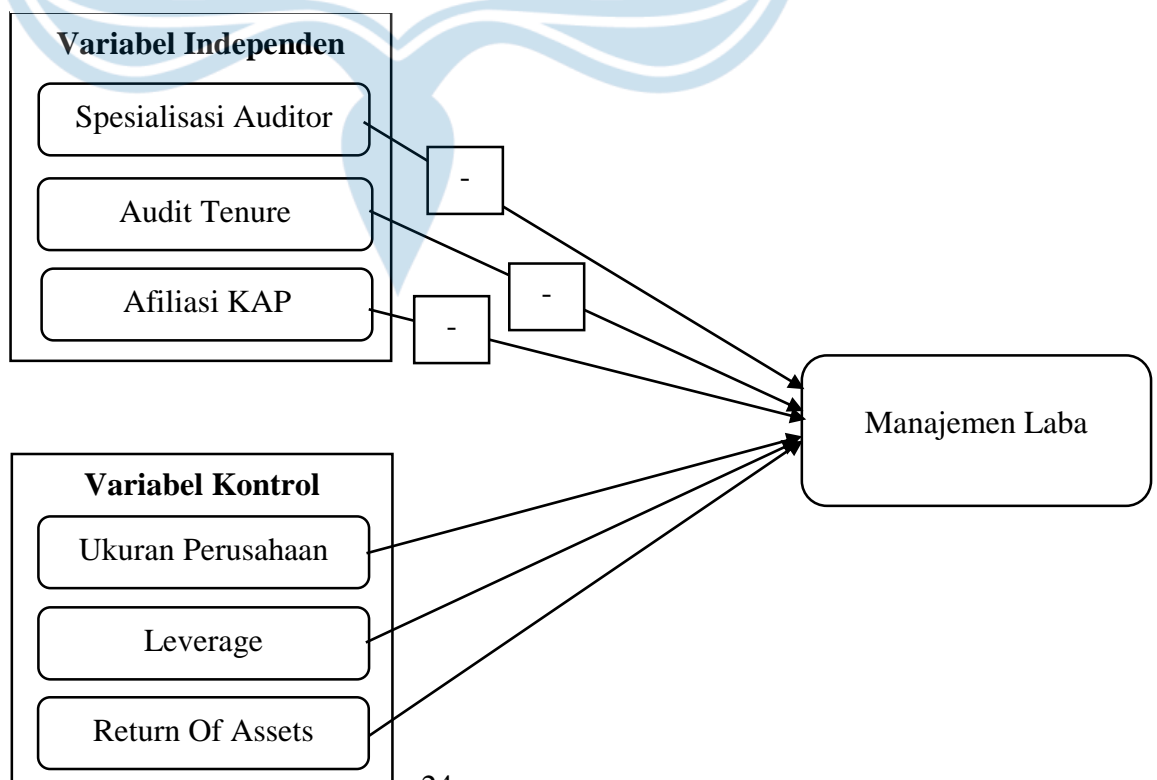 Variabel Independen
Spesialisasi Auditor
-
Audit Tenure
-
Afiliasi KAP
-
Manajemen Laba
Variabel Kontrol
Ukuran Perusahaan
Leverage
Return Of Assets